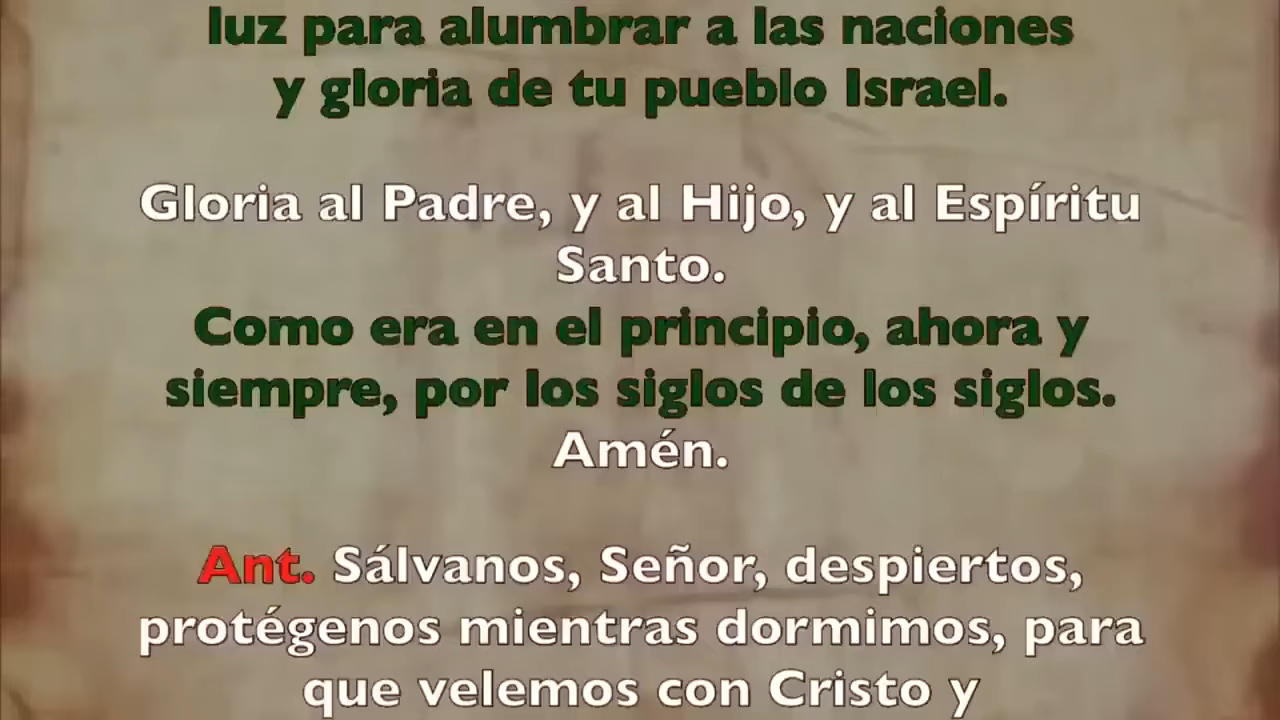 luz para alumbrar a las naciones
y gloria de tu pueblo Israel.
Gloria al Padre, y al Hijo, y al Espíritu
Santo.
Como era en el principio, ahora y
siempre, por los siglos de los siglos.
Amén.
Ant. Sálvanos, Señor, despiertos,
protégenos mientras dormimos, para
que velemos con Cristo y